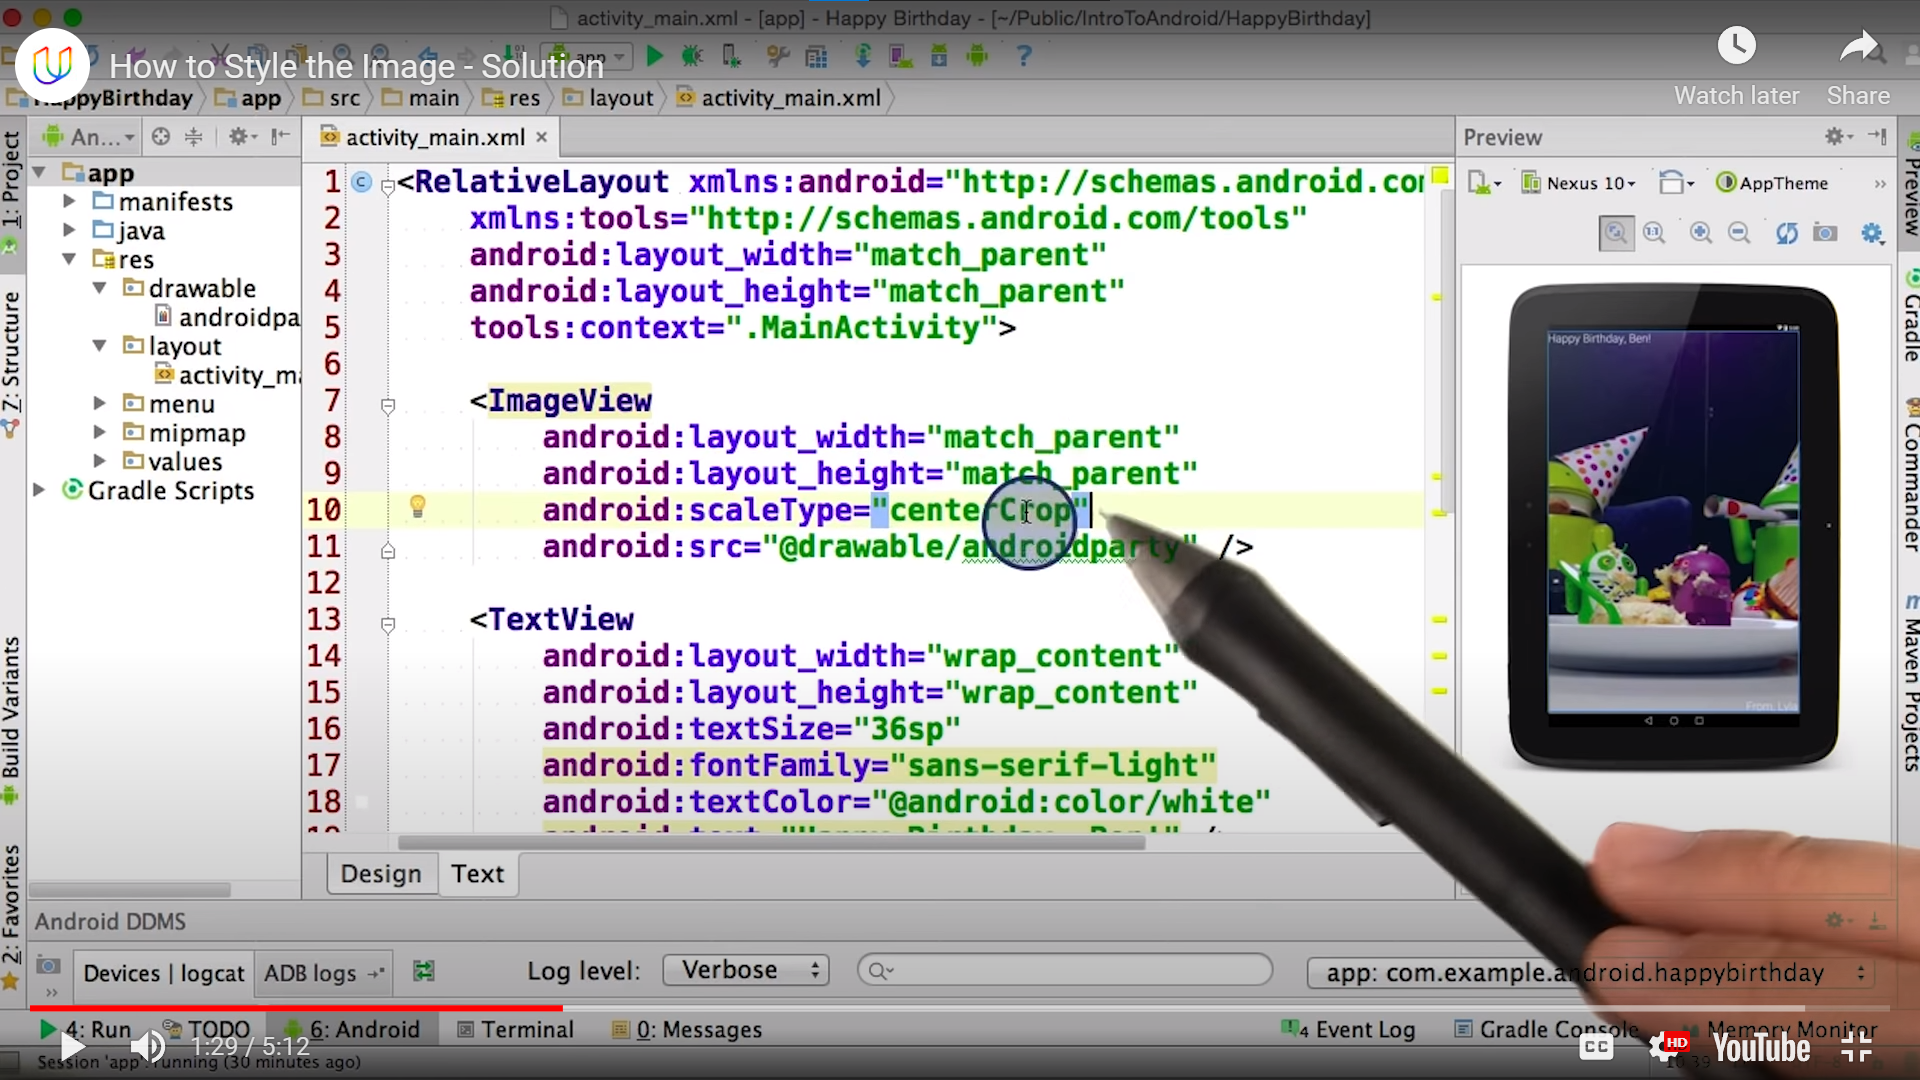 activity_main.xml - [app] - Happy Birthday - [~/Public/IntroToAndroid/HappyBirthday]
How to Style the Image - Solution
app
Watch later
Share
HappyBirthday
app
src
main
res
layout
activity_main.xml
An...
activity_main.xml
Preview
1: Project
7: Structure
Build Variants
2: Favorites
app
manifests
java
res
drawable
androidpa
layout
activity_ma
menu
mipmap
values
Gradle Scripts
1 <RelativeLayout xmlns:android="http://schemas.android.co
2 xmlns:tools="http://schemas.android.com/tools"
3 android:layout_width="match_parent"
4 android:layout_height="match_parent"
5 tools:context=".MainActivity">
6
7 <ImageView
8 android:layout_width="match_parent"
9 android:layout_height="match_parent"
10 android:scaleType="centerCrop"
11 android:src="@drawable/androidparty" />
12
13 <TextView
14 android:layout_width="wrap_content"
15 android:layout_height="wrap_content"
16 android:textSize="36sp"
17 android:fontFamily="sans-serif-light"
18 android:textColor="@android:color/white"
Nexus 10
AppTheme
Happy Birthday, Ben!
From, Lyla
Preview
Gradle
Commander
Maven Projects
Design
Text
Android DDMS
Devices | logcat
ADB logs
Log level:
Verbose
app: com.example.android.happybirthday
4: Run
TODO
6: Android
Terminal
0: Messages
4 Event Log
Gradle Console
Memory Monitor
1:29 / 5:12
CC
HD
YouTube
Session 'app': running (30 minutes ago)